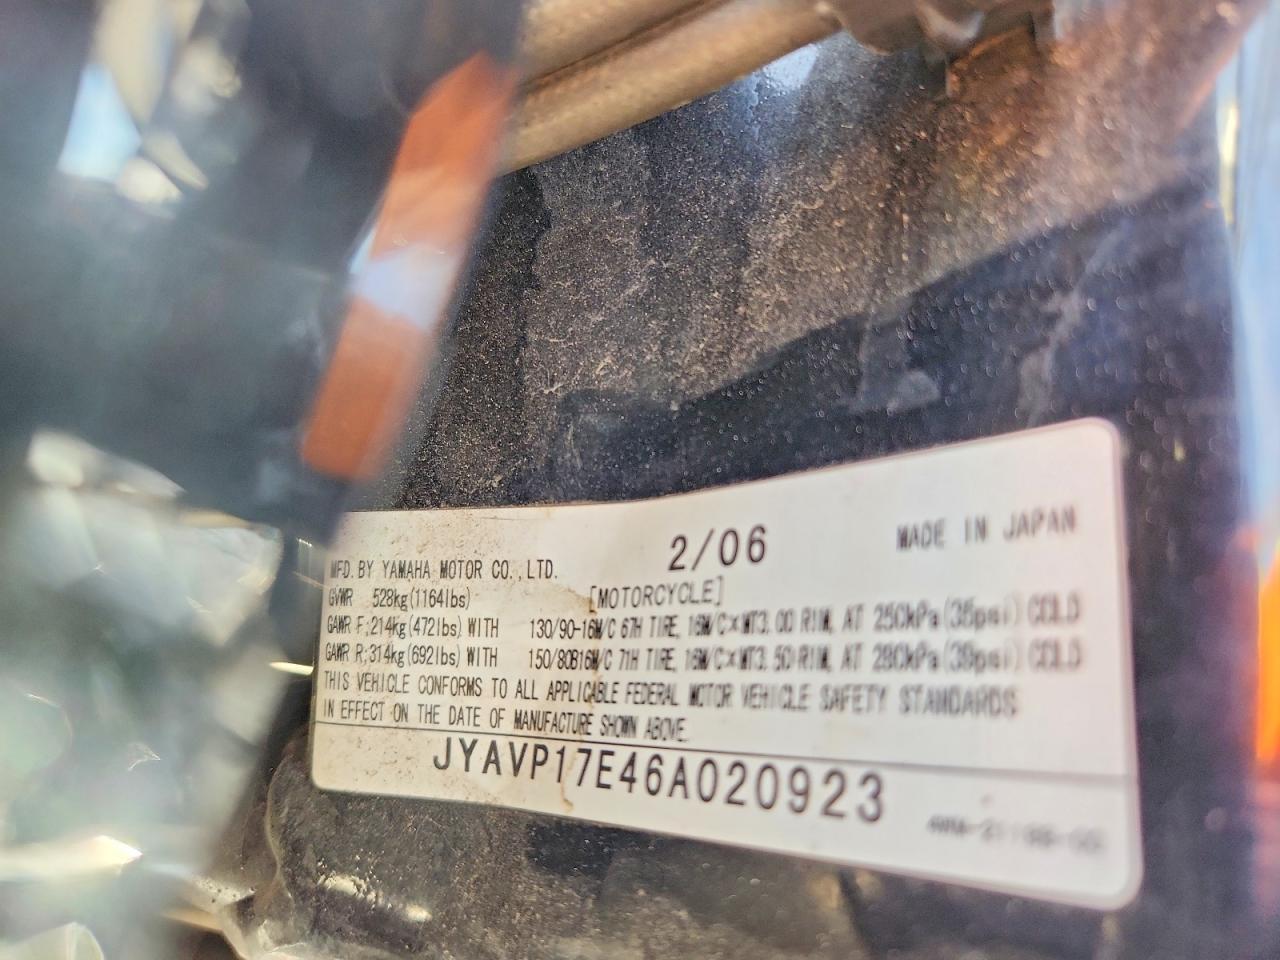 2/06
MADE IN JAPAN
MFD. BY YAMAHA MOTOR CO., LTD.
[MOTORCYCLE]
GVWR 528kg(1164lbs)
GAWR F;214kg(472lbs) WITH 130/90-16M/C 67H TIRE, 16M/C×MT3.00 RIM, AT 250kPa(35psi) COLD
GAWR R;314kg(692lbs) WITH 150/80B16M/C 71H TIRE, 16M/C×MT3.50 RIM, AT 280kPa(39psi) COLD
THIS VEHICLE CONFORMS TO ALL APPLICABLE FEDERAL MOTOR VEHICLE SAFETY STANDARDS
IN EFFECT ON THE DATE OF MANUFACTURE SHOWN ABOVE.
JYAVP17E46A020923